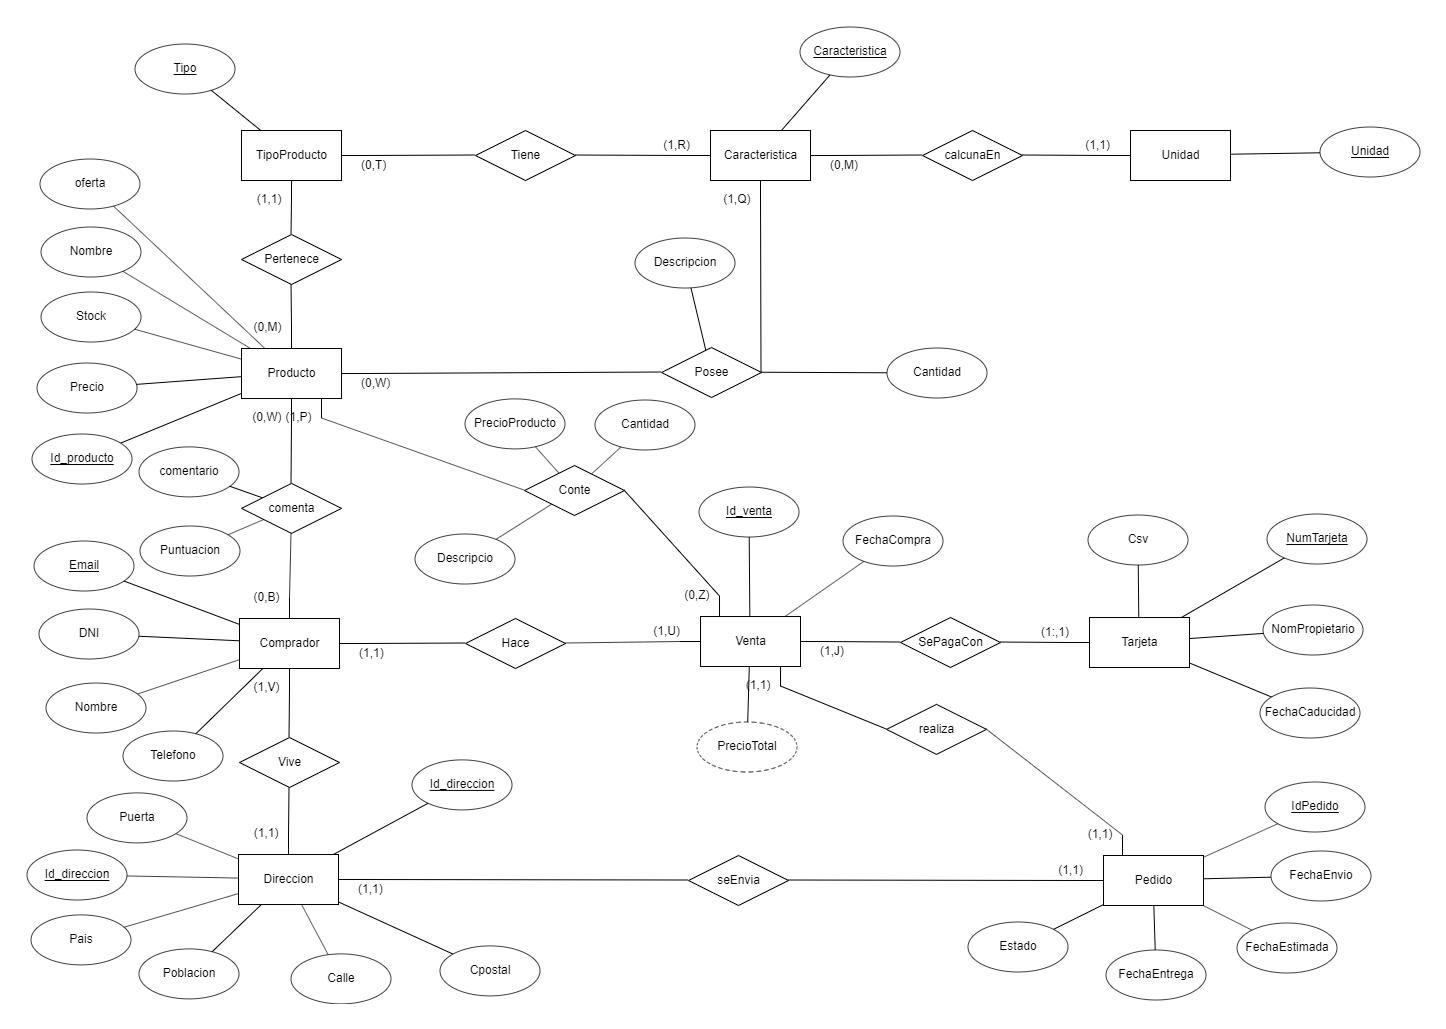 Caracteristica
Tipo
TipoProducto
Tiene
Caracteristica
calcunaEn
Unidad
Unidad
(0,T)
(1,R)
(0,M)
(1,1)
oferta
(1,1)
(1,Q)
Nombre
Pertenece
Descripcion
Stock
(0,M)
Precio
Producto
(0,W)
Posee
Cantidad
(0,W)
(1,P)
PrecioProducto
Cantidad
Id_producto
comentario
Conte
comenta
Id_venta
Puntuacion
Descripcio
FechaCompra
Csv
NumTarjeta
Email
(0,B)
(0,Z)
DNI
Comprador
(1,1)
Hace
(1,U)
Venta
(1,J)
SePagaCon
(1:,1)
Tarjeta
NomPropietario
(1,V)
(1,1)
Nombre
FechaCaducidad
Telefono
Vive
PrecioTotal
realiza
Id_direccion
Puerta
(1,1)
(1,1)
IdPedido
Id_direccion
Direccion
(1,1)
seEnvia
(1,1)
Pedido
FechaEnvio
Pais
Estado
FechaEstimada
Poblacion
Calle
Cpostal
FechaEntrega